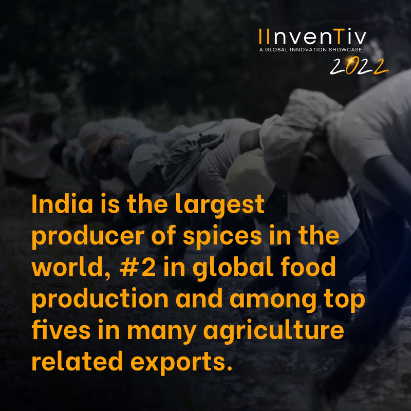 IInvenTiv
A GLOBAL INNOVATION SHOWCASE
2022
India is the largest
producer of spices in the
world, #2 in global food
production and among top
fives in many agriculture
related exports.